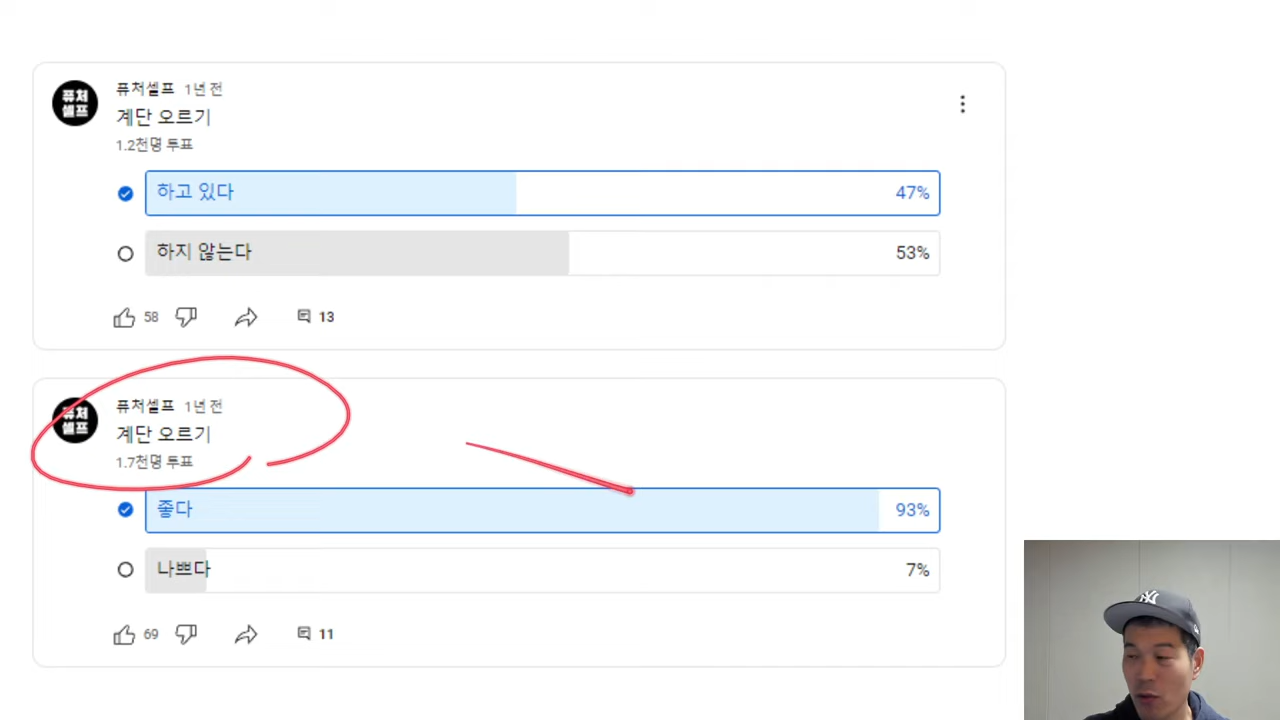 퓨처
셀프
퓨처셀프 1년 전
계단 오르기
1.2천명 투표
하고 있다 47%
하지 않는다 53%
58 13
퓨처
셀프
퓨처셀프 1년 전
계단 오르기
1.7천명 투표
좋다 93%
나쁘다 7%
69 11
NY